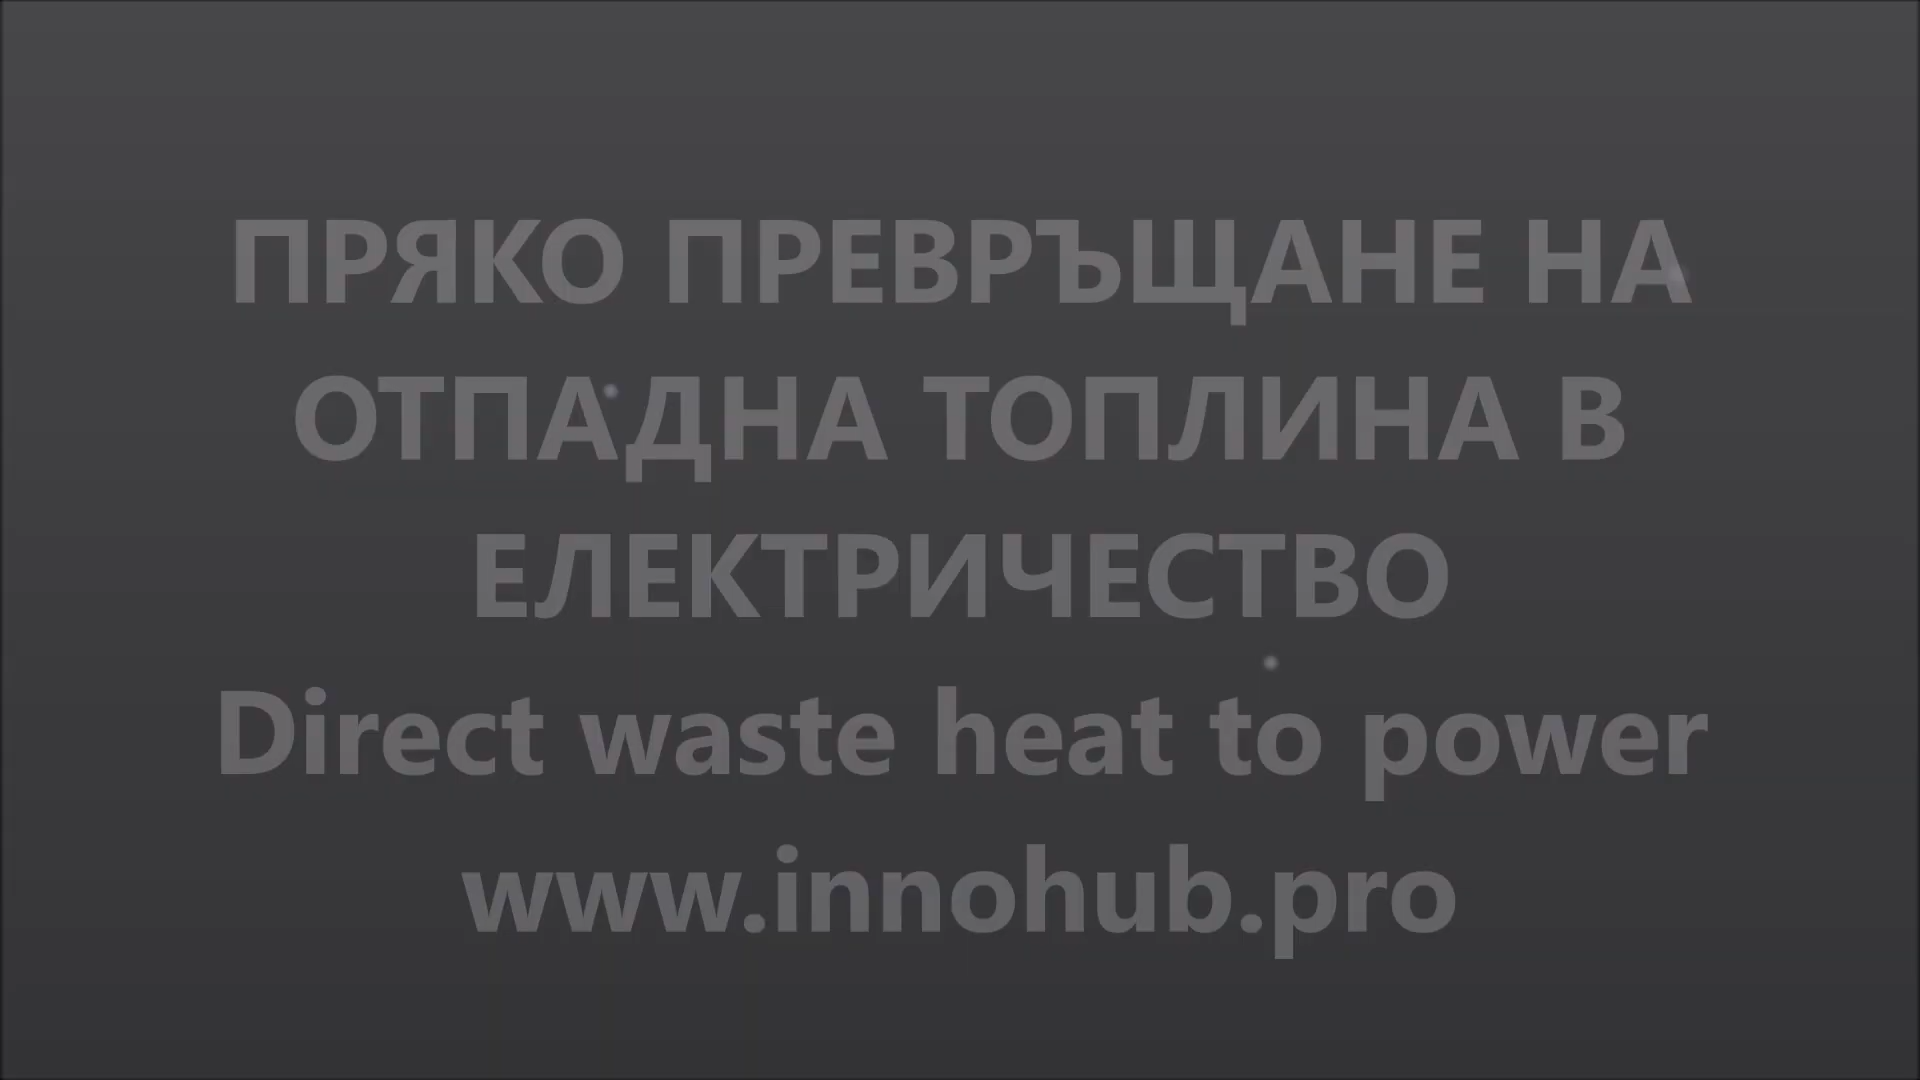 ПРЯКО ПРЕВРЪЩАНЕ НА
ОТПАДНА ТОПЛИНА В
ЕЛЕКТРИЧЕСТВО
Direct waste heat to power
www.innohub.pro